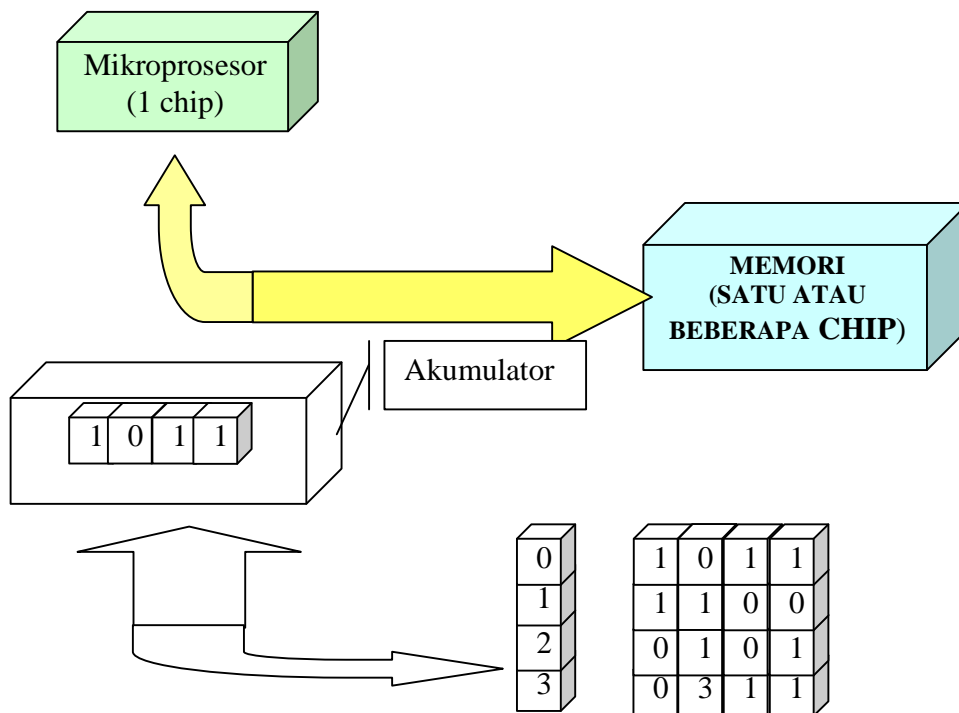 Mikroprosesor
(1 chip)
MEMORI
(SATU ATAU
BEBERAPA CHIP)
Akumulator
1 0 1 1
0 1 0 1 1
1 1 1 0 0
2 0 1 0 1
3 0 3 1 1